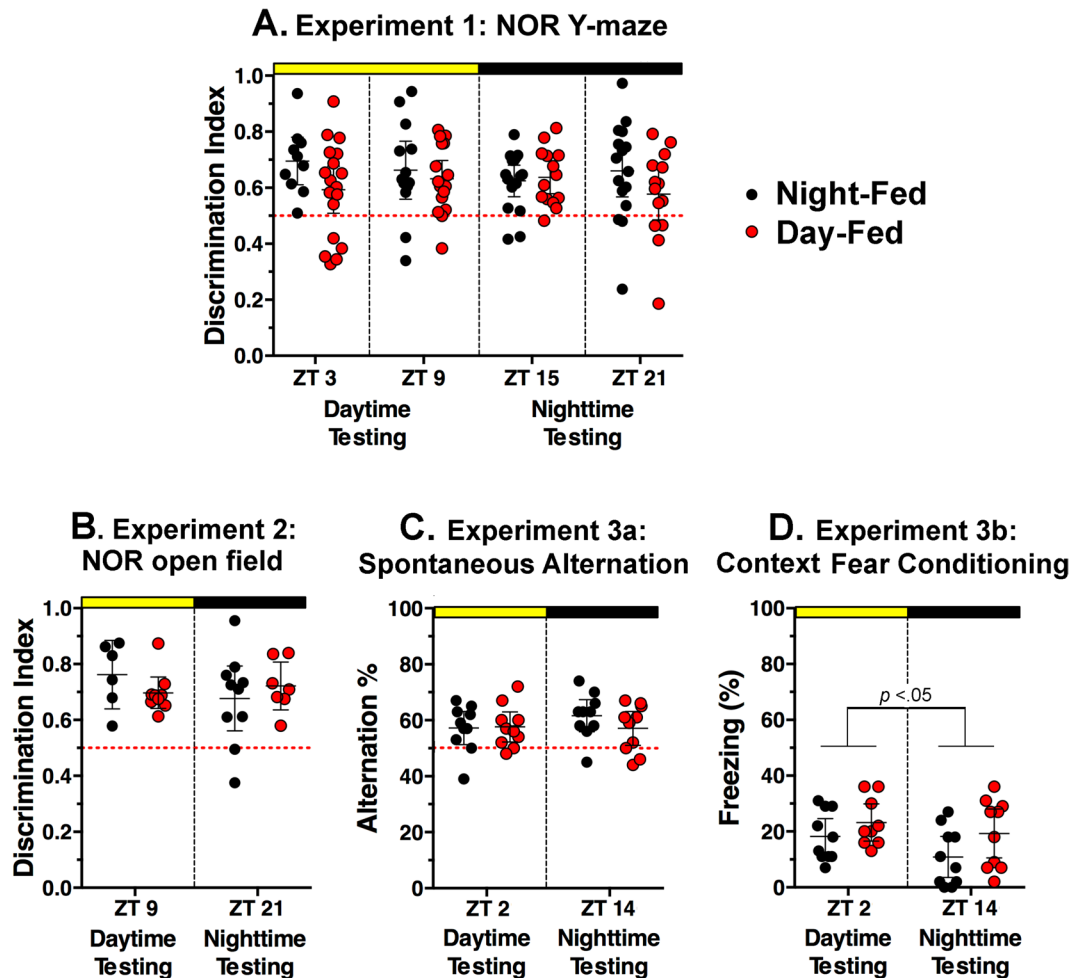 A. Experiment 1: NOR Y-maze
Discrimination Index
1.0
0.8
0.6
0.4
0.2
0.0
ZT 3
ZT 9
ZT 15
ZT 21
Daytime
Testing
Nighttime
Testing
Night-Fed
Day-Fed
B. Experiment 2:
NOR open field
Discrimination Index
1.0
0.8
0.6
0.4
0.2
0.0
ZT 9
ZT 21
Daytime
Testing
Nighttime
Testing
C. Experiment 3a:
Spontaneous Alternation
Alternation %
100
80
60
40
20
0
ZT 2
ZT 14
Daytime
Testing
Nighttime
Testing
D. Experiment 3b:
Context Fear Conditioning
Freezing (%)
100
80
60
40
20
0
p <.05
ZT 2
ZT 14
Daytime
Testing
Nighttime
Testing